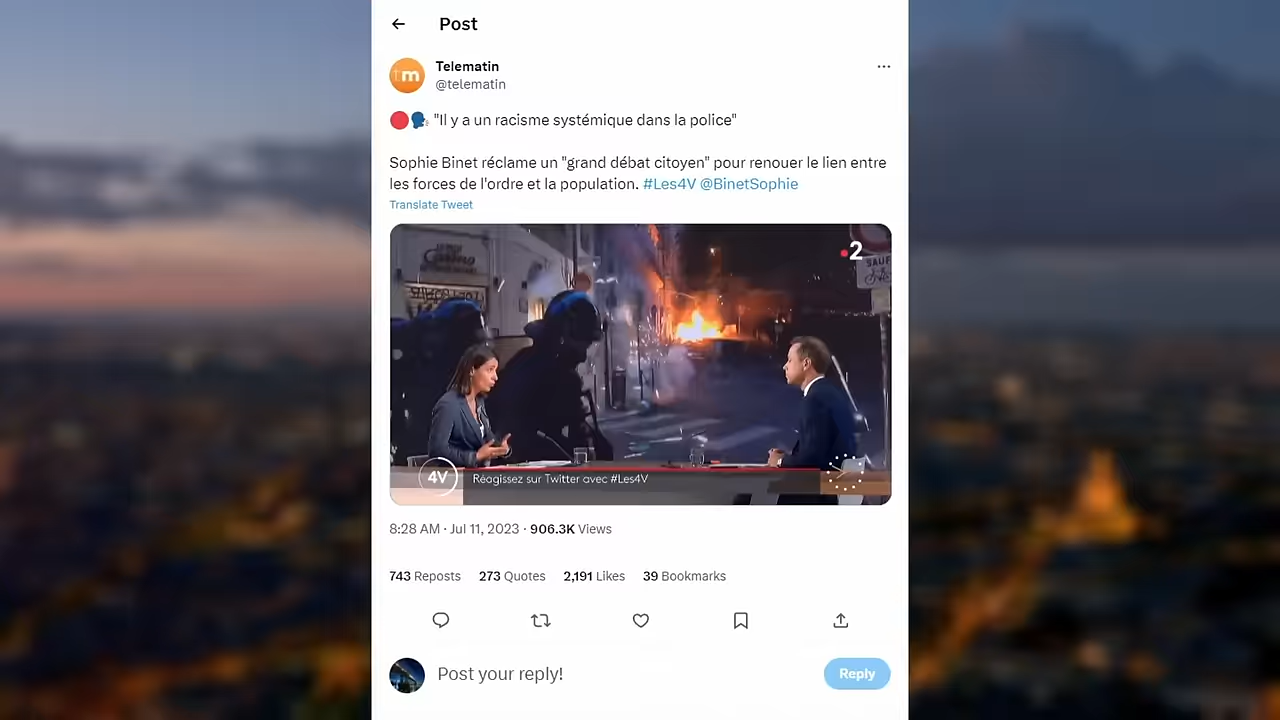 Post
tm
Telematin
@telematin
"Il y a un racisme systémique dans la police"
Sophie Binet réclame un "grand débat citoyen" pour renouer le lien entre
les forces de l'ordre et la population. #Les4V @BinetSophie
Translate Tweet
Casino
2
SAUF
4V
Réagissez sur Twitter avec #Les4V
8:28 AM · Jul 11, 2023 · 906.3K Views
743 Reposts 273 Quotes 2,191 Likes 39 Bookmarks
Post your reply!
Reply